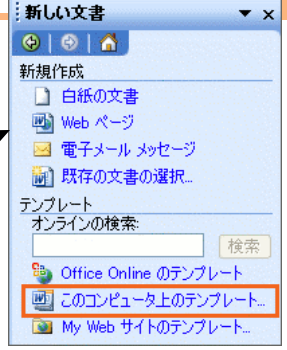 新しい文書
新規作成
白紙の文書
Web ページ
電子メール メッセージ
既存の文書の選択...
テンプレート
オンラインの検索:
検索
Office Online のテンプレート
このコンピュータ上のテンプレート...
My Web サイトのテンプレート...